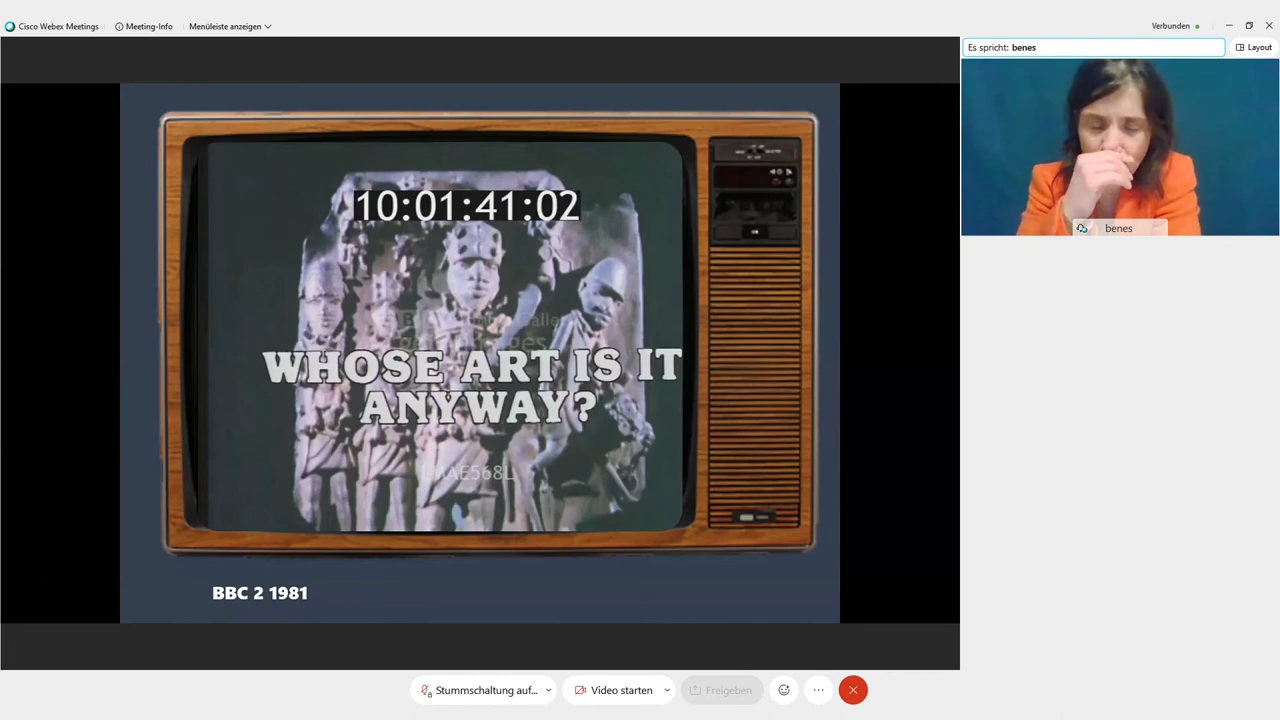 Cisco Webex Meetings
Meeting-Info
Menüleiste anzeigen
Verbunden
Es spricht: benes
Layout
benes
10:01:41:02
WHOSE ART IS IT
ANYWAY?
BBC 2 1981
Stummschaltung auf...
Video starten
Freigeben